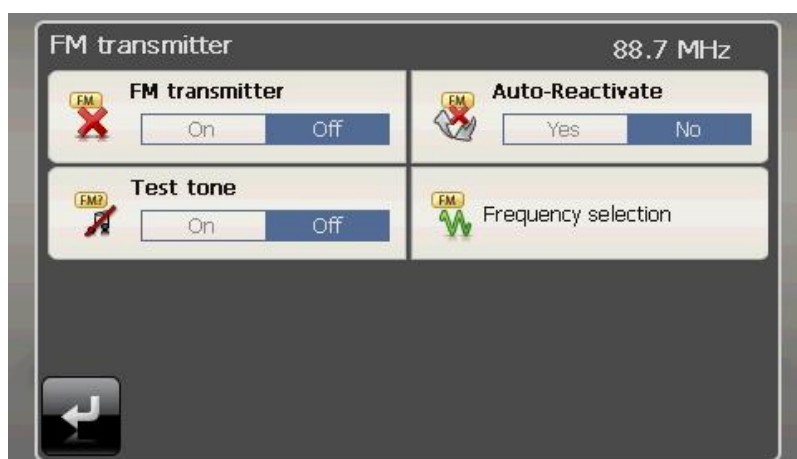 FM transmitter
88.7 MHz
FM
FM transmitter
On
Off
FM
Auto-Reactivate
Yes
No
FM?
Test tone
On
Off
FM
Frequency selection